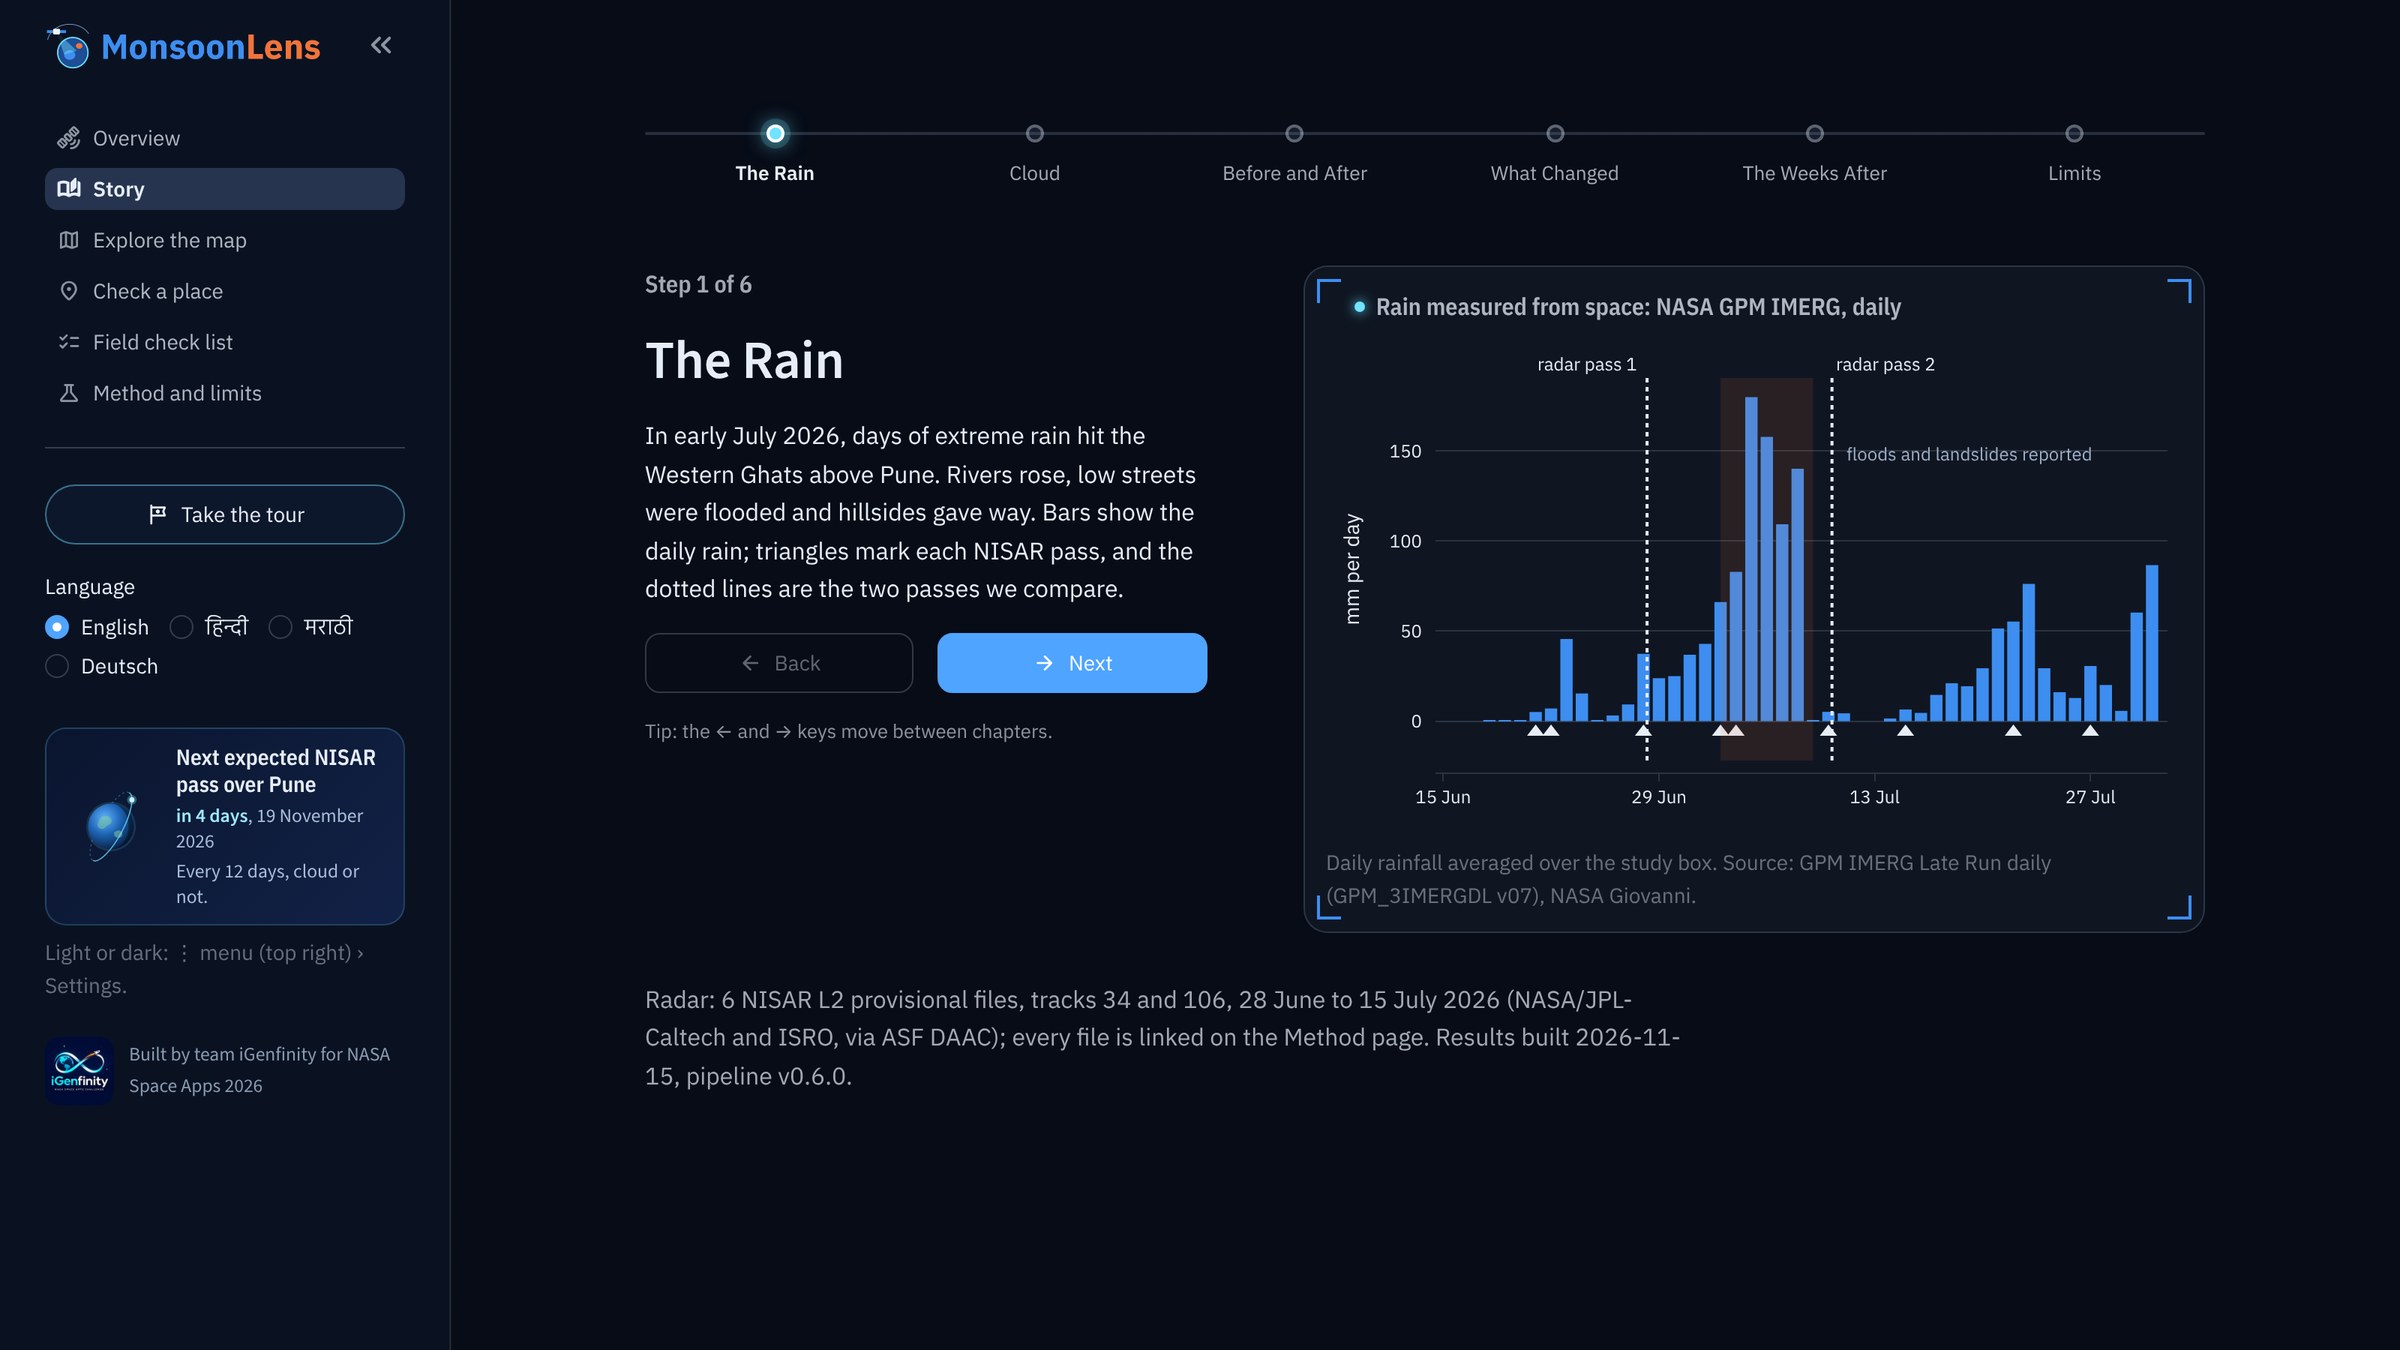 MonsoonLens
Overview
Story
Explore the map
Check a place
Field check list
Method and limits
Take the tour
Language
English
हिन्दी
मराठी
Deutsch
Next expected NISAR
pass over Pune
in 4 days, 19 November
2026
Every 12 days, cloud or
not.
Light or dark: ⋮ menu (top right) ›
Settings.
iGenfinity
Built by team iGenfinity for NASA
Space Apps 2026
The Rain
Cloud
Before and After
What Changed
The Weeks After
Limits
Step 1 of 6
The Rain
In early July 2026, days of extreme rain hit the
Western Ghats above Pune. Rivers rose, low streets
were flooded and hillsides gave way. Bars show the
daily rain; triangles mark each NISAR pass, and the
dotted lines are the two passes we compare.
← Back
→ Next
Tip: the ← and → keys move between chapters.
Rain measured from space: NASA GPM IMERG, daily
radar pass 1
radar pass 2
floods and landslides reported
mm per day
150
100
50
0
15 Jun
29 Jun
13 Jul
27 Jul
Daily rainfall averaged over the study box. Source: GPM IMERG Late Run daily
(GPM_3IMERGDL v07), NASA Giovanni.
Radar: 6 NISAR L2 provisional files, tracks 34 and 106, 28 June to 15 July 2026 (NASA/JPL-
Caltech and ISRO, via ASF DAAC); every file is linked on the Method page. Results built 2026-11-
15, pipeline v0.6.0.